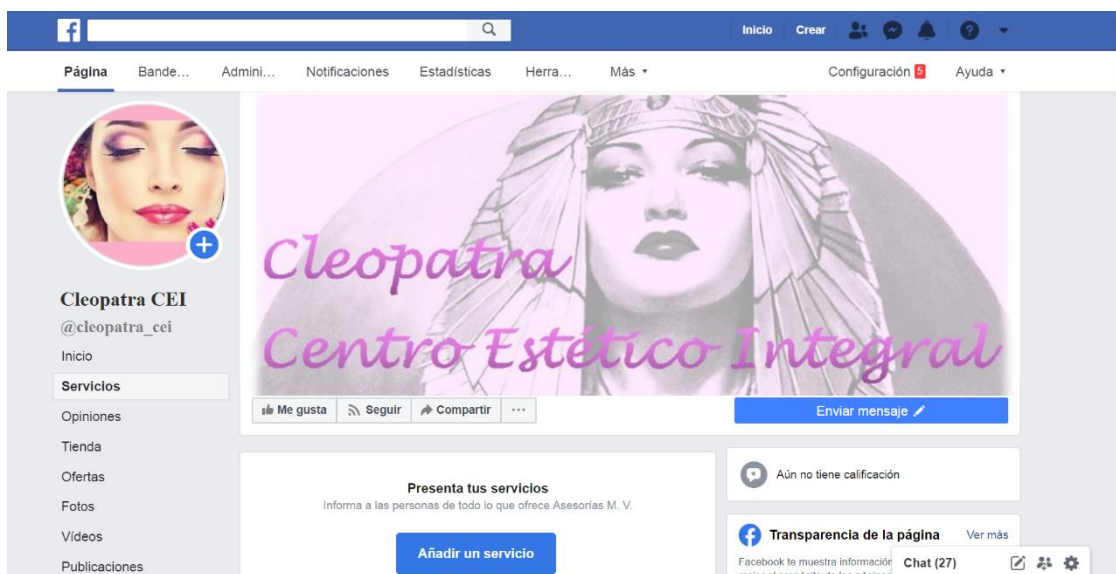 Inicio Crear
Página Bande... Admini... Notificaciones Estadísticas Herra... Más Configuración 5 Ayuda
Cleopatra
Centro Estético Integral
Cleopatra CEI
@cleopatra_cei
Inicio
Servicios
Opiniones
Tienda
Ofertas
Fotos
Vídeos
Publicaciones
Me gusta Seguir Compartir ... Enviar mensaje
Presenta tus servicios
Informa a las personas de todo lo que ofrece Asesorías M. V.
Añadir un servicio
Aún no tiene calificación
Transparencia de la página Ver más
Facebook te muestra información
Chat (27)